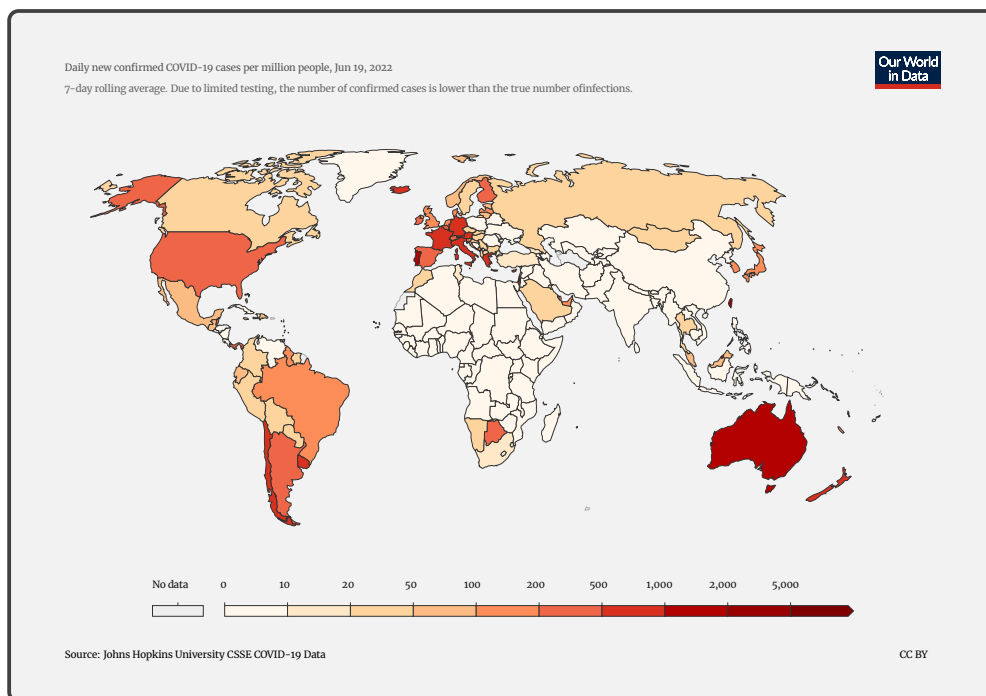 Daily new confirmed COVID-19 cases per million people, Jun 19, 2022
7-day rolling average. Due to limited testing, the number of confirmed cases is lower than the true number ofinfections.
Our World
in Data
No data 0 10 20 50 100 200 500 1,000 2,000 5,000
Source: Johns Hopkins University CSSE COVID-19 Data CC BY